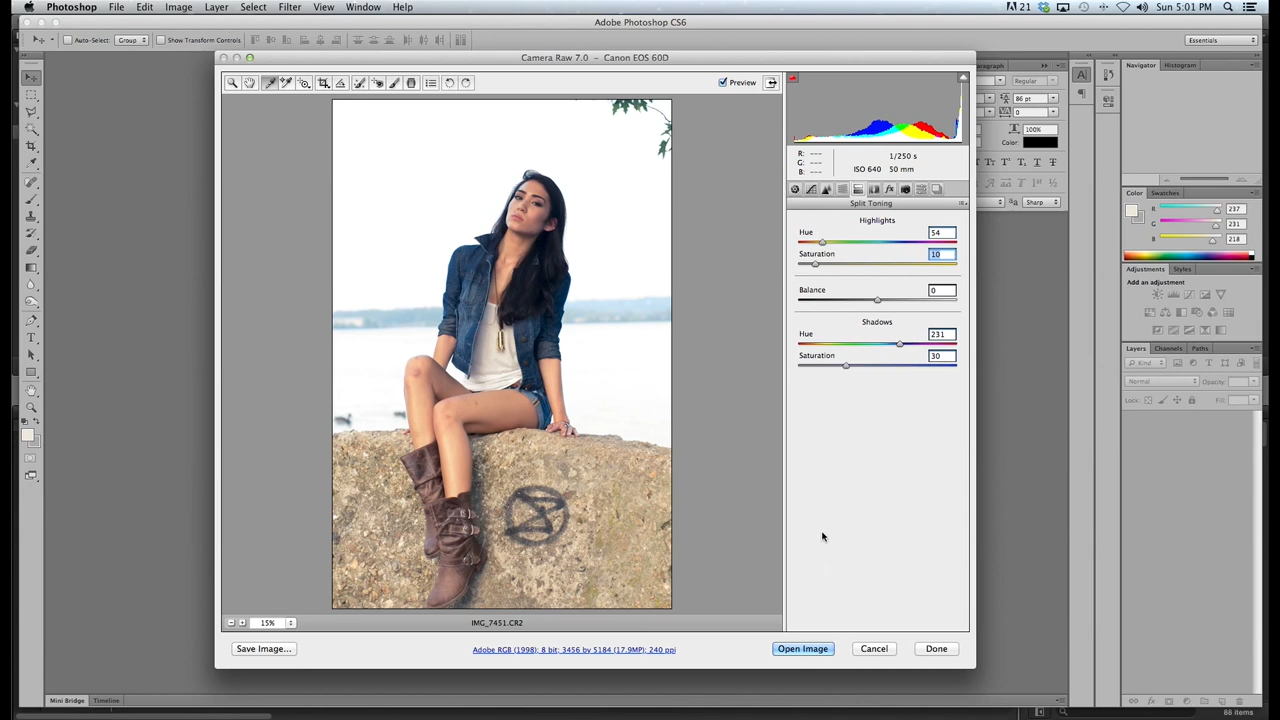 Photoshop File Edit Image Layer Select Filter View Window Help 21 Sun 5:01 PM
Adobe Photoshop CS6
Auto-Select: Group Show Transform Controls Essentials
Camera Raw 7.0 – Canon EOS 60D
Preview
Regular
86 pt
0
100%
Color:
Sharp
R: ---
G: ---
B: ---
1/250 s
ISO 640 50 mm
Split Toning
Highlights
Hue 54
Saturation 10
Balance 0
Shadows
Hue 231
Saturation 30
Navigator Histogram
Color Swatches
R 237
G 231
B 218
Adjustments Styles
Add an adjustment
Layers Channels Paths
Kind
Normal Opacity:
Lock: Fill:
15% IMG_7451.CR2
Save Image... Adobe RGB (1998); 8 bit; 3456 by 5184 (17.9MP); 240 ppi Open Image Cancel Done
Mini Bridge Timeline
88 items